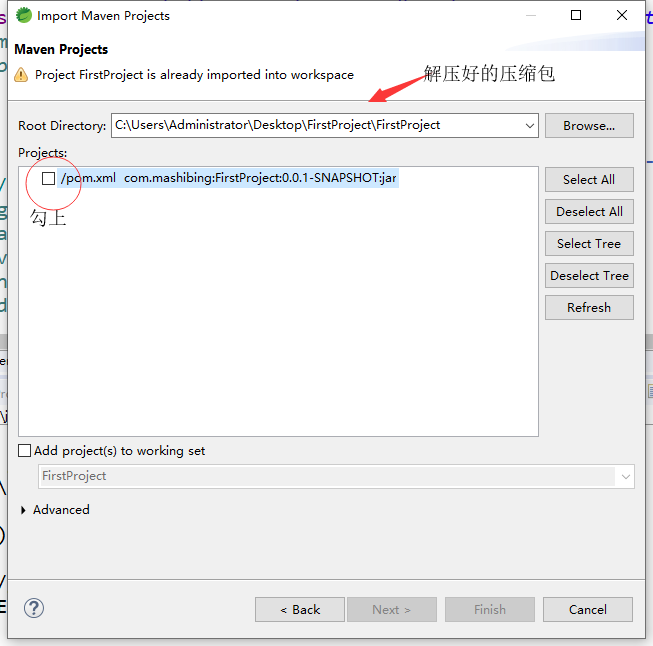 Import Maven Projects
Maven Projects
Project FirstProject is already imported into workspace
解压好的压缩包
Root Directory: C:\Users\Administrator\Desktop\FirstProject\FirstProject Browse...
Projects:
/pom.xml com.mashibing:FirstProject:0.0.1-SNAPSHOT:jar
Select All
勾上
Deselect All
Select Tree
Deselect Tree
Refresh
Add project(s) to working set
FirstProject
Advanced
? < Back Next > Finish Cancel